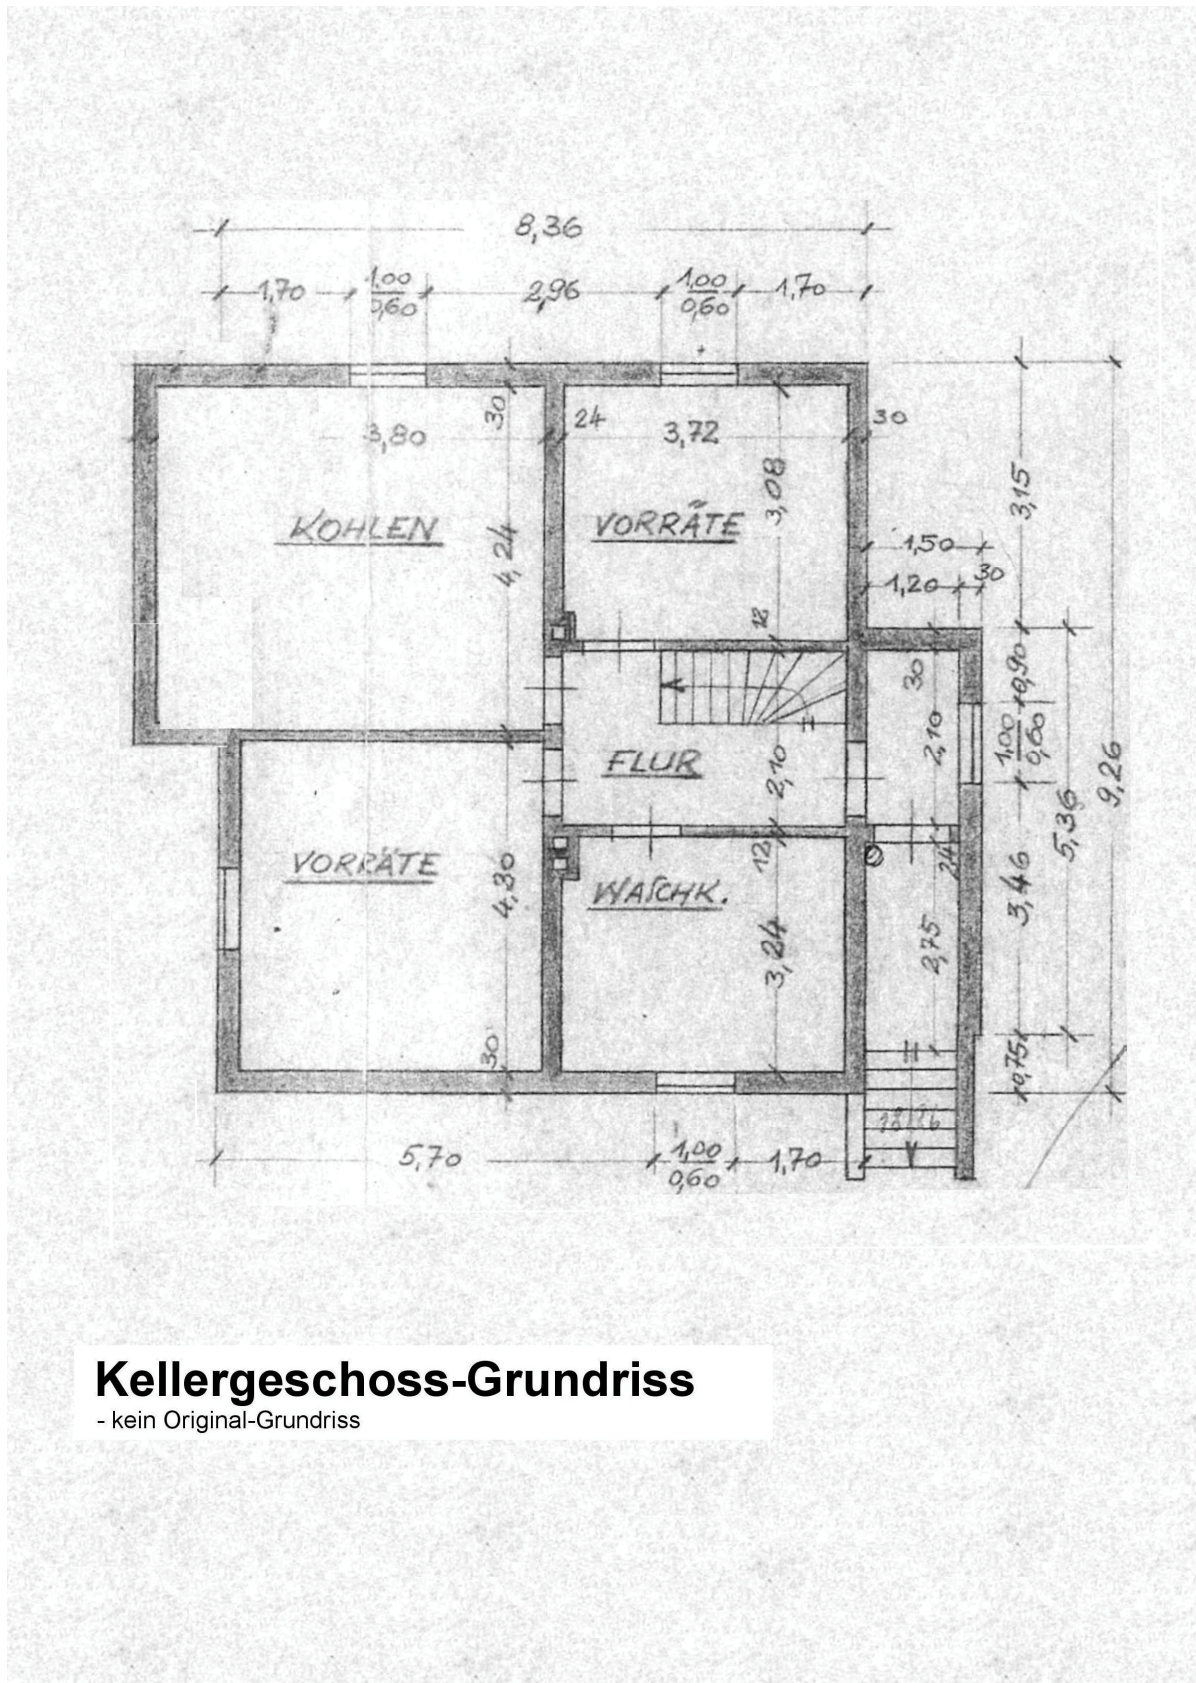 8,36
1,70 1,00 2,96 1,00 1,70
0,60 0,60
30 24 30
3,80 3,72
3,08
3,15
KOHLEN VORRÄTE
4,24
1,50
1,20 30
12
30 0,90
2,10
1,00
0,60
FLUR
2,10
9,26
5,36
VORRÄTE
4,30
12
24
WASCHK.
3,46
3,24
2,75
30
0,75
5,70 1,00 1,70
0,60
Kellergeschoss-Grundriss
- kein Original-Grundriss